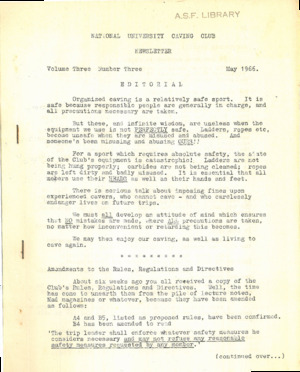 A.S.F. LIBRARY
NATIONAL UNIVERSITY CAVING CLUB
NEWSLETTER
Volume Three Number Three May 1966.
EDITORIAL
Organised caving is a relatively safe sport. It is
safe because responsible people are generally in charge, and
all precautions necessary are taken.
But these, and infinite wisdom, are useless when
the equipment we use is not PERFECTLY safe. Ladders, ropes etc,
become unsafe when they are misused and abused. And
someone's been misusing and abusing OURS!!
For a sport which requires absolute safety, the state
of the Club's equipment is catastrophic! Ladders are not
being hung properly; carbides are not being cleaned; ropes
are left dirty and badly abused. It is essential that all
cavers use their HEADS as well as their hands and feet.
There is serious talk about imposing fines upon
experienced cavers, who cannot cave - and who carelessly
endanger lives on future trips.
We must all develop an attitude of mind which ensures
that NO mistakes are made, where ALL precautions are taken,
no matter how inconvenient or retarding this becomes.
We may then enjoy our caving, as well as living to
cave again.
* * * * * * * * *
Amendments to the Rules, Regulations and Directives
About six weeks ago you all received a copy of the
Club's Rules, Regulations and Directives. Well, the time
has come to unearth them from the pile of lecture notes,
Mad magazines or whatever, because they have been amended
as follows:
A4 and B5, listed as proposed rules, have been confirmed.
B4 has been amended to read
'The trip leader shall enforce whatever safety measures he
considers necessary and may not refuse any reasonable
safety measures requested by any member.'
(continued over...)